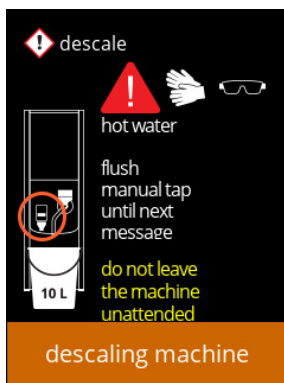 descale
hot water
flush
manual tap
until next
message
do not leave
the machine
unattended
10 L
descaling machine